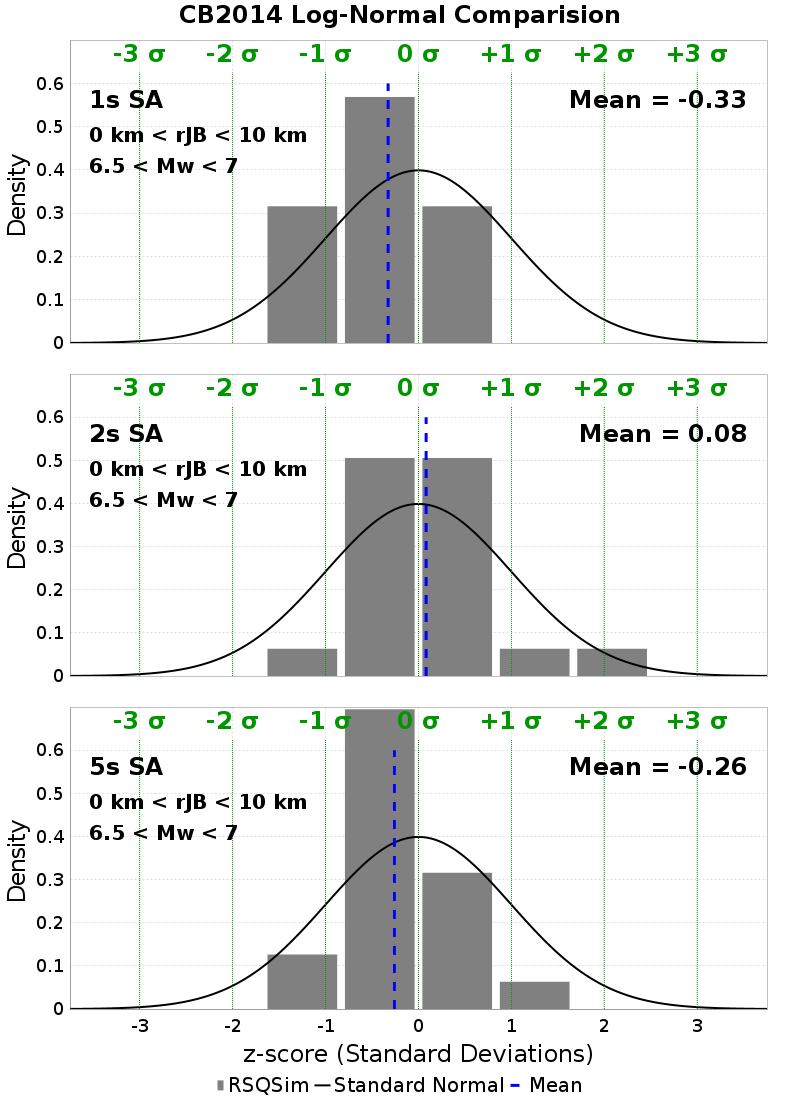 CB2014 Log-Normal Comparision
-3 σ -2 σ -1 σ 0 σ +1 σ +2 σ +3 σ
1s SA
Mean = -0.33
0 km < rJB < 10 km
6.5 < Mw < 7
0.6
0.5
0.4
0.3
0.2
0.1
0
Density
-3 σ -2 σ -1 σ 0 σ +1 σ +2 σ +3 σ
2s SA
Mean = 0.08
0 km < rJB < 10 km
6.5 < Mw < 7
0.6
0.5
0.4
0.3
0.2
0.1
0
Density
-3 σ -2 σ -1 σ 0 σ +1 σ +2 σ +3 σ
5s SA
Mean = -0.26
0 km < rJB < 10 km
6.5 < Mw < 7
0.6
0.5
0.4
0.3
0.2
0.1
0
Density
-3 -2 -1 0 1 2 3
z-score (Standard Deviations)
RSQSim Standard Normal Mean